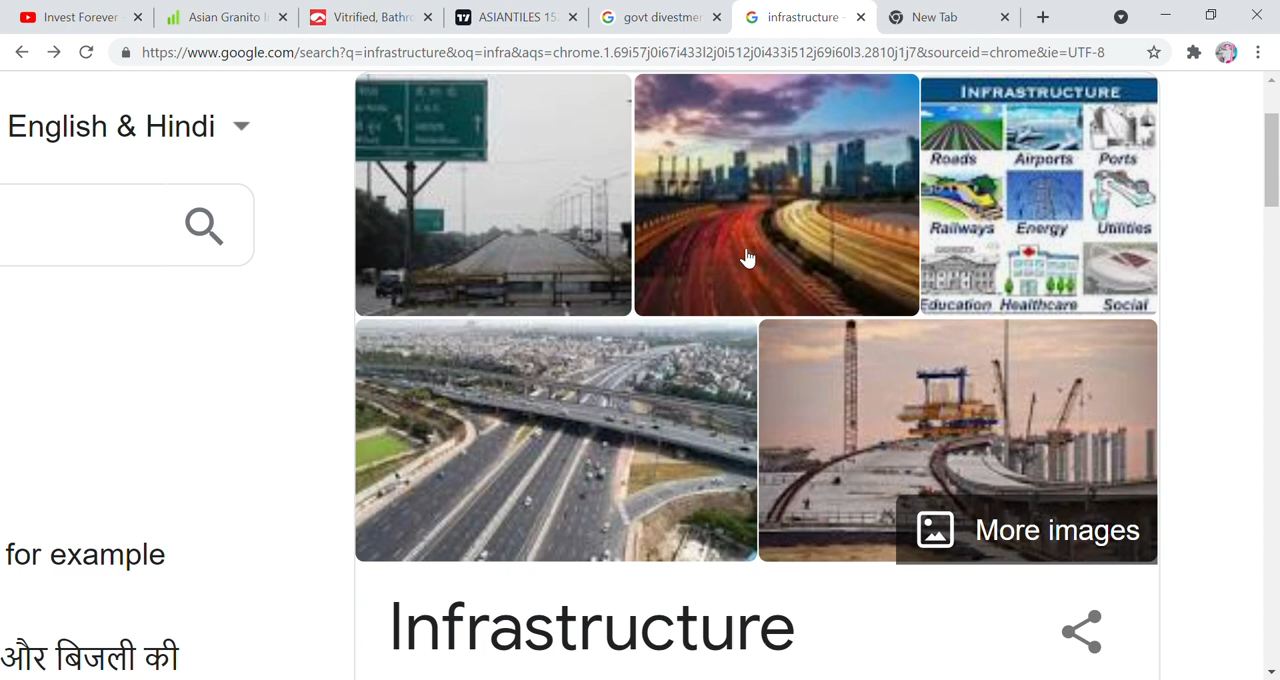 Invest Forever
Asian Granito I
Vitrified, Bathr
ASIANTILES 15
govt divestmer
infrastructure -
New Tab
https://www.google.com/search?q=infrastructure&oq=infra&aqs=chrome.1.69i57j0i67i433l2j0i512j0i433i512j69i60l3.2810j1j7&sourceid=chrome&ie=UTF-8
English & Hindi
INFRASTRUCTURE
Roads Airports Ports
Railways Energy Utilities
Education Healthcare Social
More images
for example
Infrastructure
और बिजली की